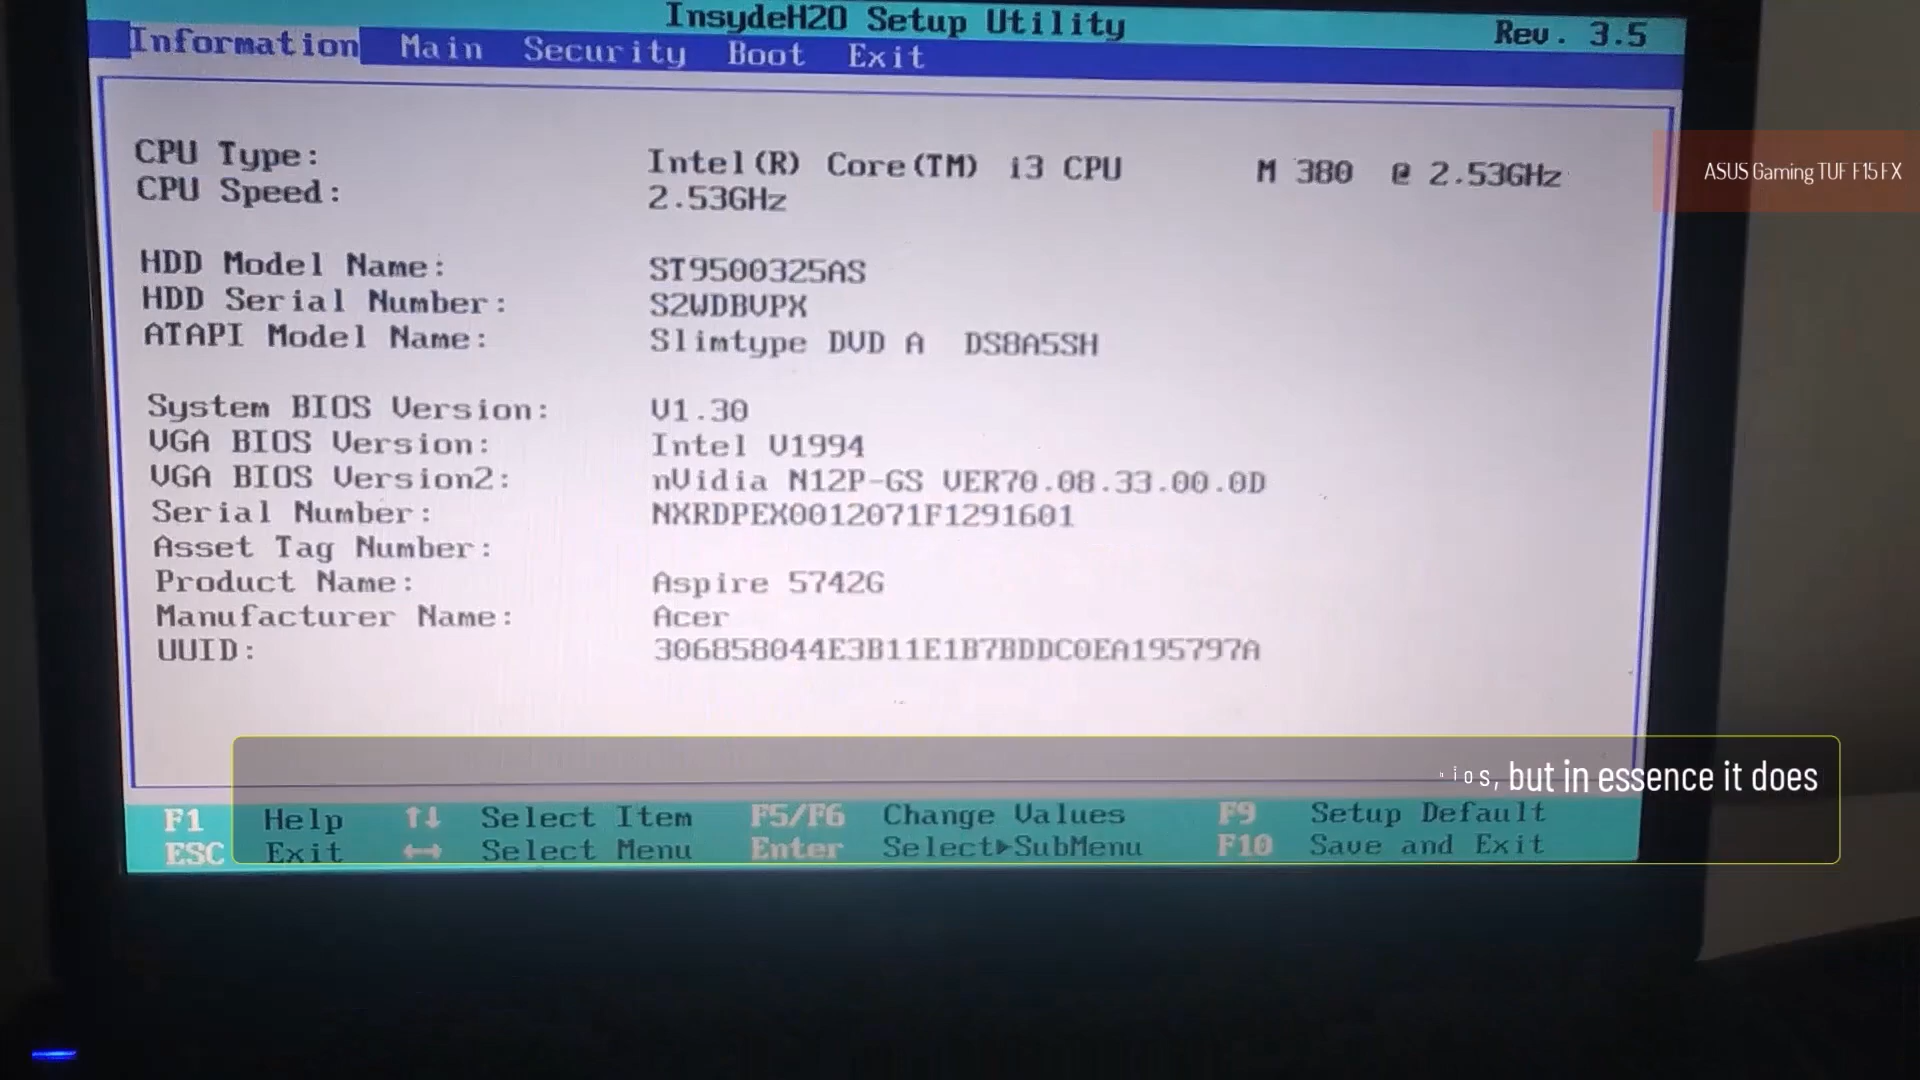 InsydeH2O Setup Utility
Rev. 3.5
Information Main Security Boot Exit
CPU Type: Intel(R) Core(TM) i3 CPU M 380 @ 2.53GHz
CPU Speed: 2.53GHz
HDD Model Name: ST9500325AS
HDD Serial Number: S2WDBVPX
ATAPI Model Name: Slimtype DVD A DS8A5SH
System BIOS Version: V1.30
VGA BIOS Version: Intel V1994
VGA BIOS Version2: nVidia N12P-GS VER70.08.33.00.0D
Serial Number: NXRDPEX0012071F1291601
Asset Tag Number:
Product Name: Aspire 5742G
Manufacturer Name: Acer
UUID: 306858044E3B11E1B7BDDC0EA195797A
ASUS Gaming TUF F15 FX
ios, but in essence it does
F1 Help ↑↓ Select Item F5/F6 Change Values F9 Setup Default
ESC Exit ↔ Select Menu Enter Select▶SubMenu F10 Save and Exit